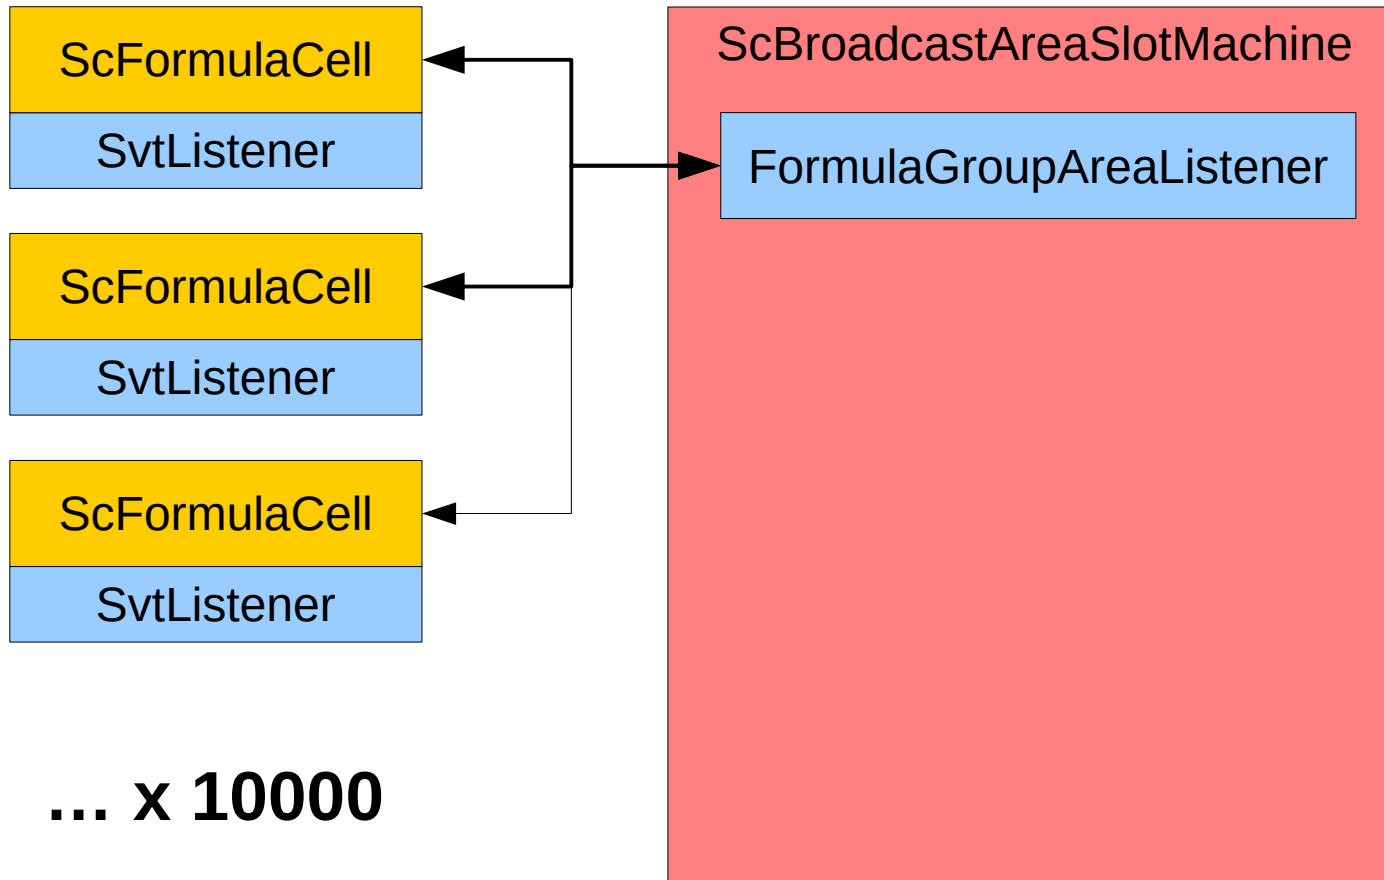 ScFormulaCell
SvtListener
ScFormulaCell
SvtListener
ScFormulaCell
SvtListener
… x 10000
ScBroadcastAreaSlotMachine
FormulaGroupAreaListener